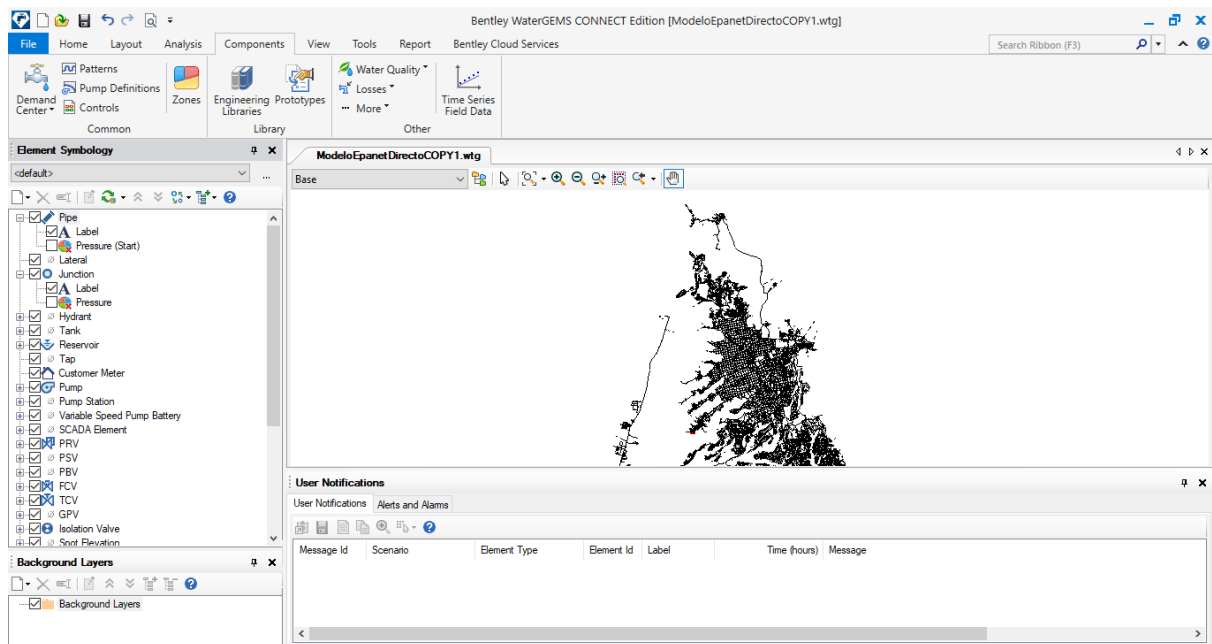 Bentley WaterGEMS CONNECT Edition [ModeloEpanetDirectoCOPY1.wtg]
File Home Layout Analysis Components View Tools Report Bentley Cloud Services Search Ribbon (F3)
Demand Center
Patterns
Pump Definitions
Controls
Zones
Engineering Libraries
Prototypes
Water Quality
Losses
More
Time Series Field Data
Common Library Other
Element Symbology
<default>
...
Pipe
Label
Pressure (Start)
Lateral
Junction
Label
Pressure
Hydrant
Tank
Reservoir
Tap
Customer Meter
Pump
Pump Station
Variable Speed Pump Battery
SCADA Element
PRV
PSV
PBV
FCV
TCV
GPV
Isolation Valve
Spot Elevation
Background Layers
Background Layers
ModeloEpanetDirectoCOPY1.wtg
Base
User Notifications
User Notifications Alerts and Alarms
Message Id Scenario Element Type Element Id Label Time (hours) Message